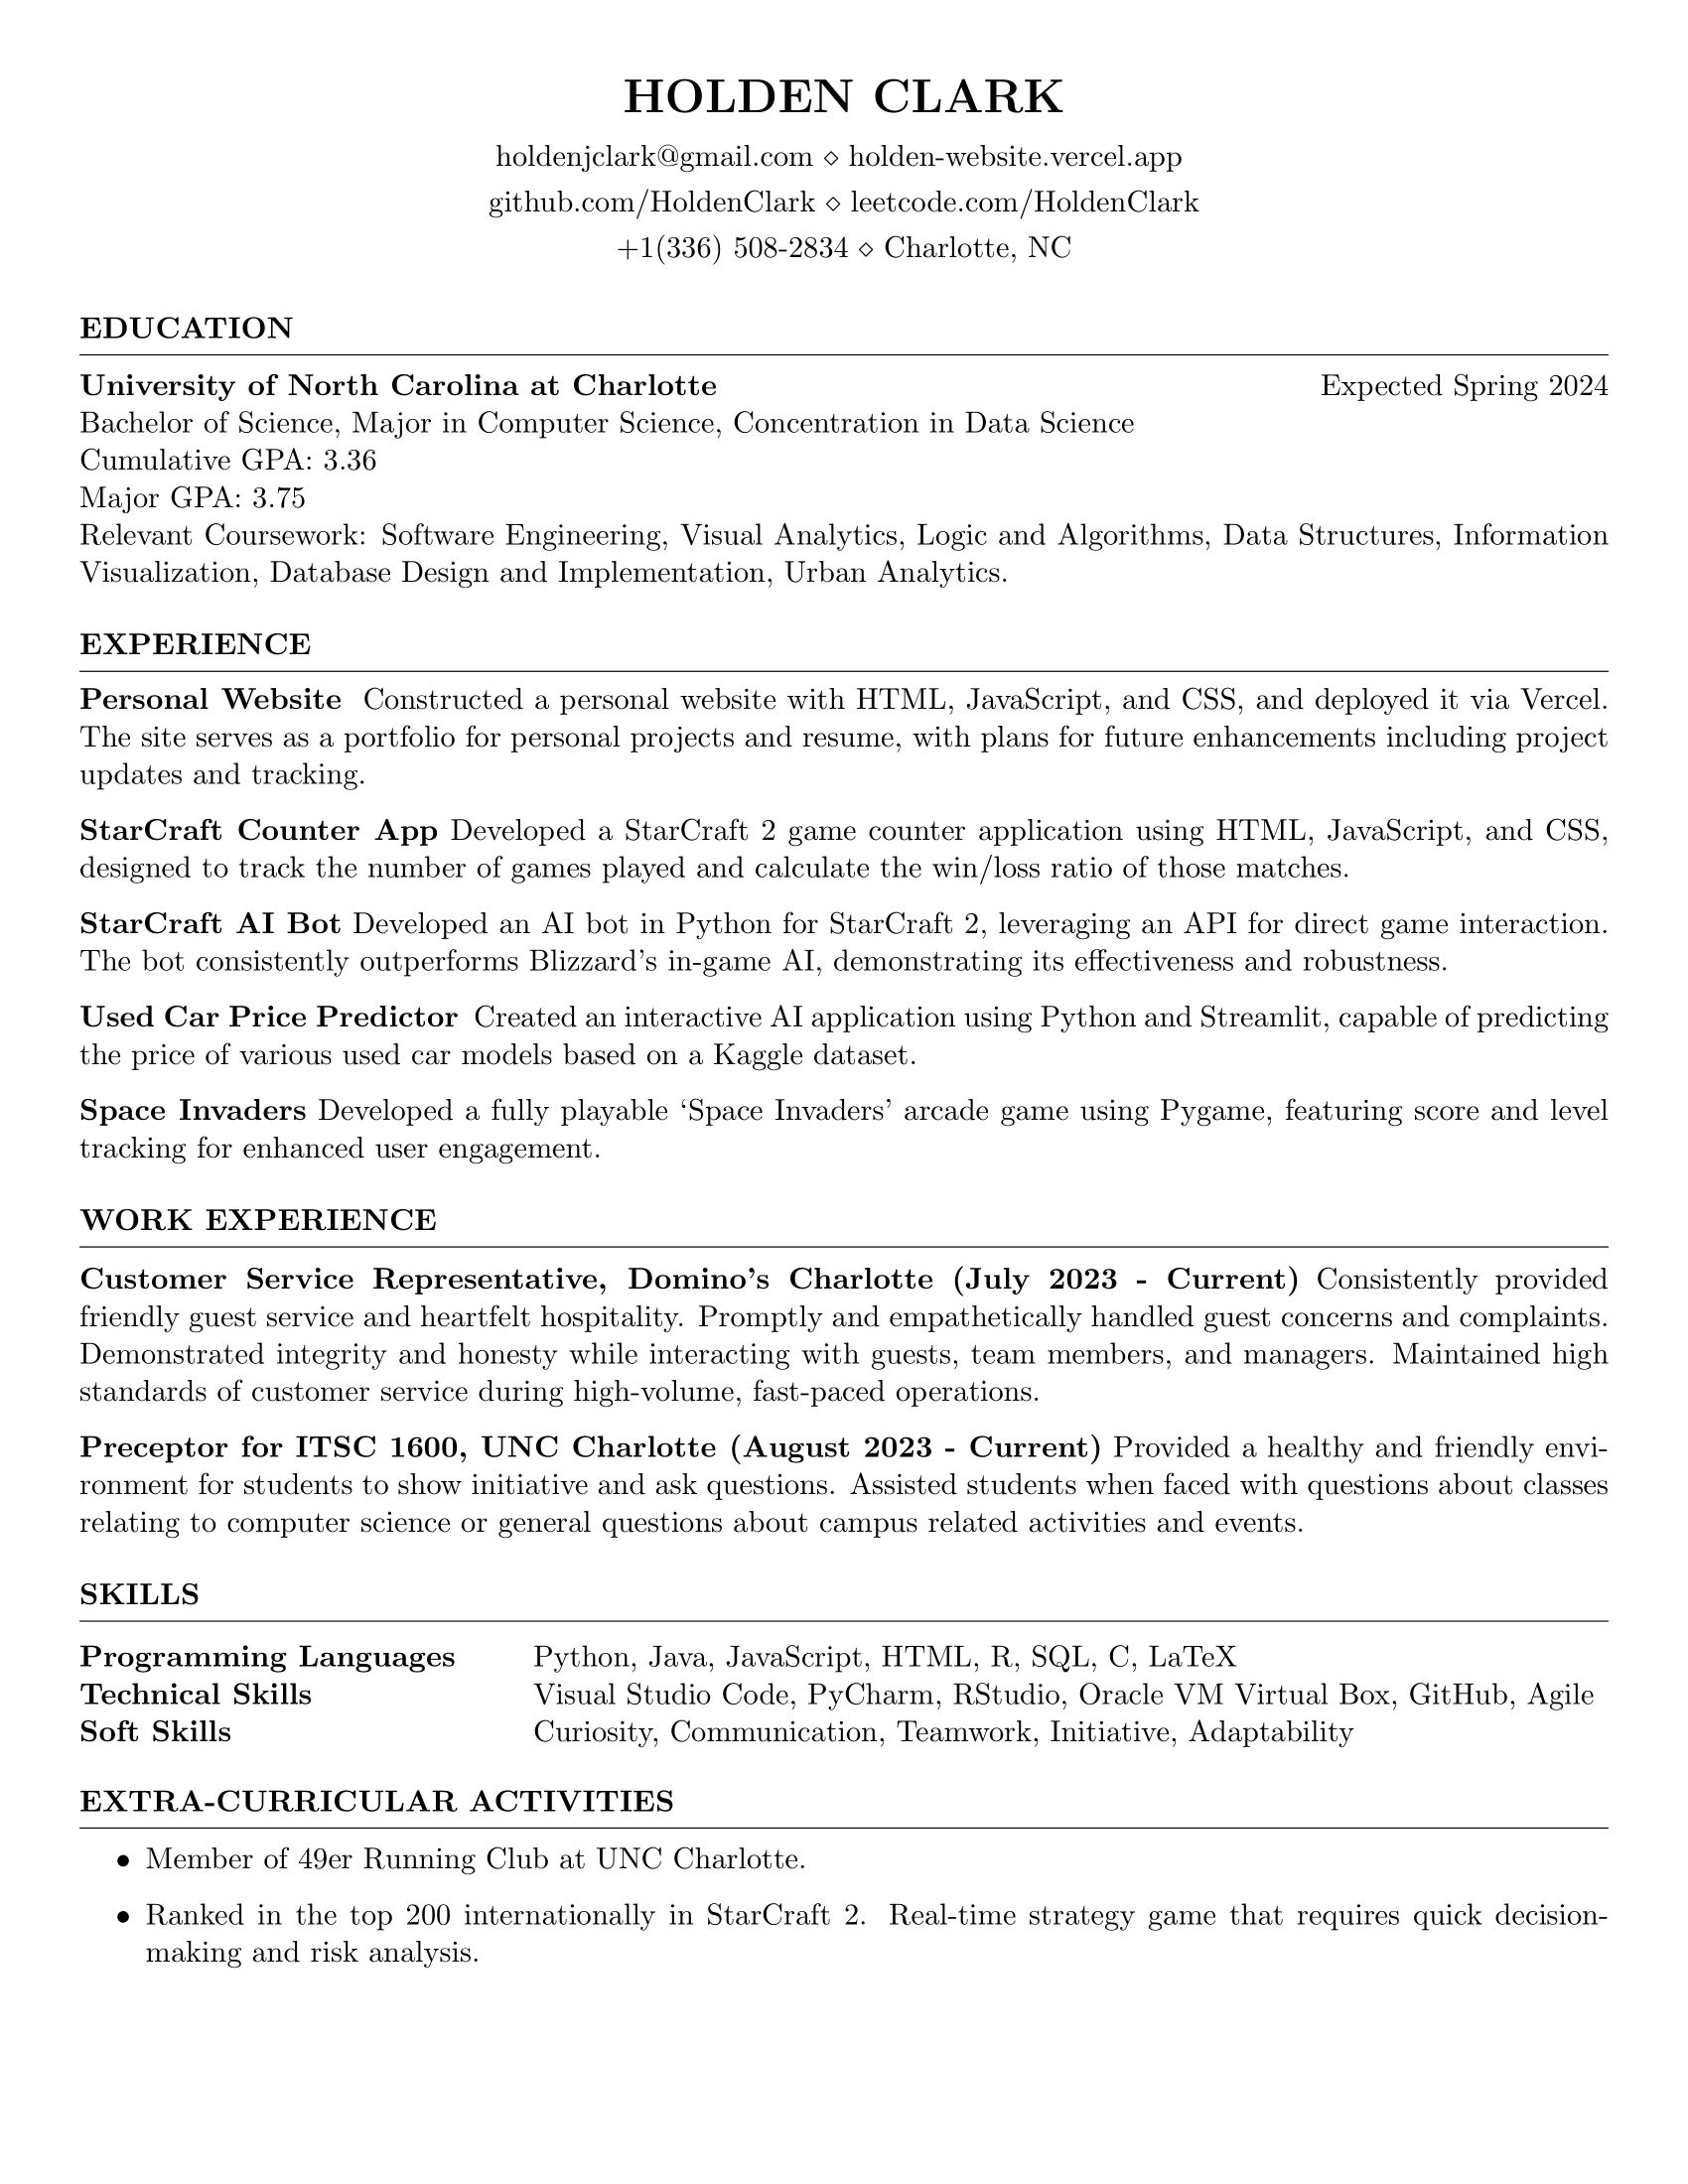 HOLDEN CLARK
holdenjclark@gmail.com ⋄ holden-website.vercel.app
github.com/HoldenClark ⋄ leetcode.com/HoldenClark
+1(336) 508-2834 ⋄ Charlotte, NC
EDUCATION
University of North Carolina at Charlotte Expected Spring 2024
Bachelor of Science, Major in Computer Science, Concentration in Data Science
Cumulative GPA: 3.36
Major GPA: 3.75
Relevant Coursework: Software Engineering, Visual Analytics, Logic and Algorithms, Data Structures, Information
Visualization, Database Design and Implementation, Urban Analytics.
EXPERIENCE
Personal Website Constructed a personal website with HTML, JavaScript, and CSS, and deployed it via Vercel.
The site serves as a portfolio for personal projects and resume, with plans for future enhancements including project
updates and tracking.
StarCraft Counter App Developed a StarCraft 2 game counter application using HTML, JavaScript, and CSS,
designed to track the number of games played and calculate the win/loss ratio of those matches.
StarCraft AI Bot Developed an AI bot in Python for StarCraft 2, leveraging an API for direct game interaction.
The bot consistently outperforms Blizzard’s in-game AI, demonstrating its effectiveness and robustness.
Used Car Price Predictor Created an interactive AI application using Python and Streamlit, capable of predicting
the price of various used car models based on a Kaggle dataset.
Space Invaders Developed a fully playable ‘Space Invaders’ arcade game using Pygame, featuring score and level
tracking for enhanced user engagement.
WORK EXPERIENCE
Customer Service Representative, Domino’s Charlotte (July 2023 - Current) Consistently provided
friendly guest service and heartfelt hospitality. Promptly and empathetically handled guest concerns and complaints.
Demonstrated integrity and honesty while interacting with guests, team members, and managers. Maintained high
standards of customer service during high-volume, fast-paced operations.
Preceptor for ITSC 1600, UNC Charlotte (August 2023 - Current) Provided a healthy and friendly envi-
ronment for students to show initiative and ask questions. Assisted students when faced with questions about classes
relating to computer science or general questions about campus related activities and events.
SKILLS
Programming Languages Python, Java, JavaScript, HTML, R, SQL, C, LaTeX
Technical Skills Visual Studio Code, PyCharm, RStudio, Oracle VM Virtual Box, GitHub, Agile
Soft Skills Curiosity, Communication, Teamwork, Initiative, Adaptability
EXTRA-CURRICULAR ACTIVITIES
• Member of 49er Running Club at UNC Charlotte.
• Ranked in the top 200 internationally in StarCraft 2. Real-time strategy game that requires quick decision-
making and risk analysis.